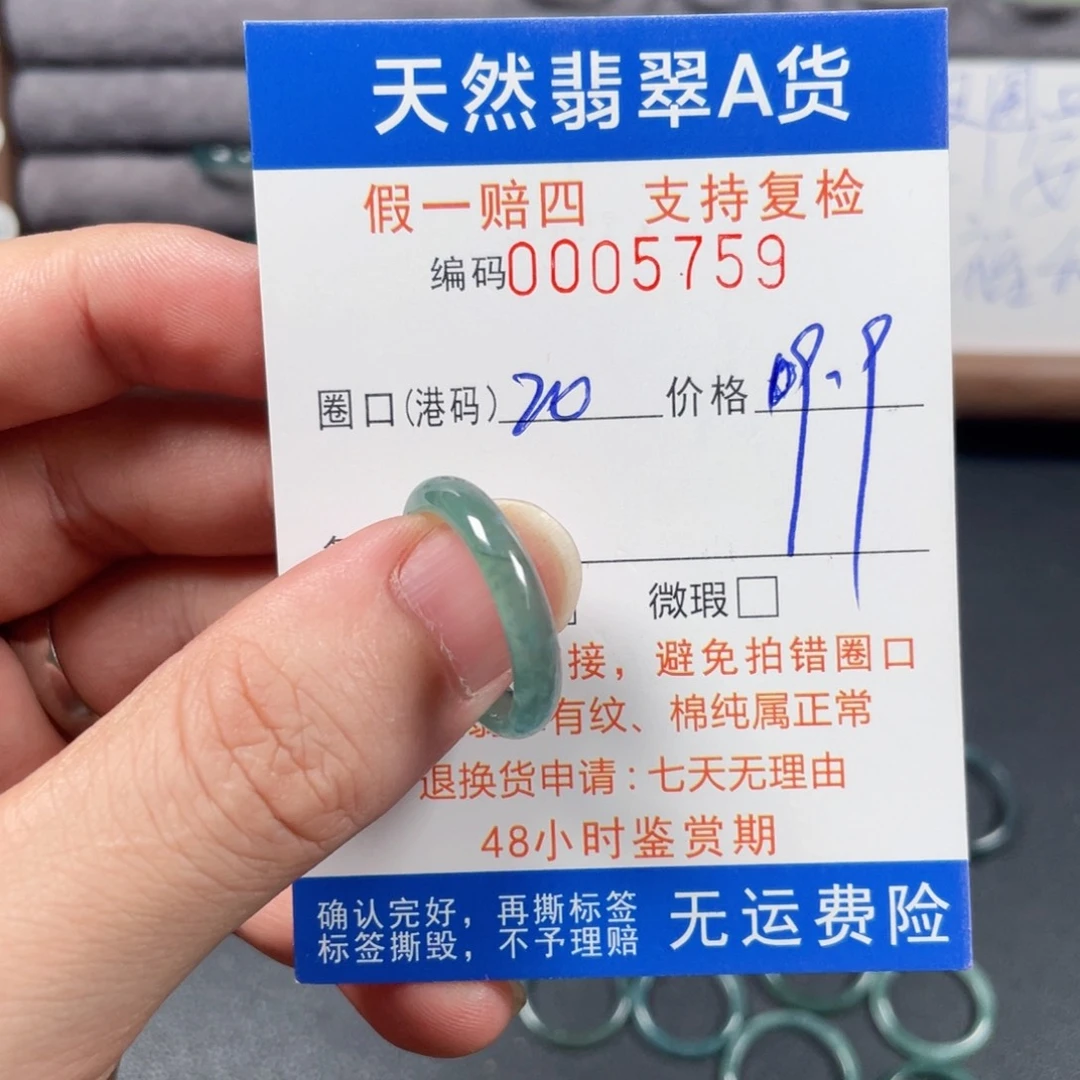 天然翡翠A货
假一赔四 支持复检
编码0005759
圈口(港码) 20 价格
微瑕
接，避免拍错圈口
有纹、棉纯属正常
退换货申请：七天无理由
48小时鉴赏期
确认完好，再撕标签
标签撕毁，不予理赔
无运费险